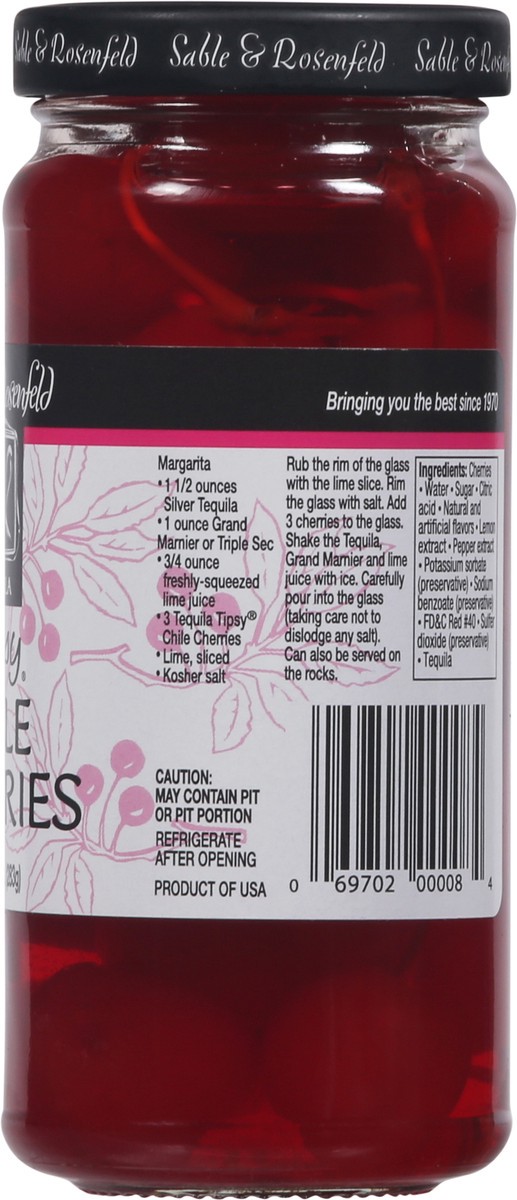 Sable & Rosenfeld Sable & Rosenfeld Sable & Rosenf
osenfeld
Bringing you the best since 1970
Margarita
• 1 1/2 ounces
Silver Tequila
• 1 ounce Grand
Marnier or Triple Sec
• 3/4 ounce
freshly-squeezed
lime juice
• 3 Tequila Tipsy®
Chile Cherries
• Lime, sliced
• Kosher salt
Rub the rim of the glass
with the lime slice. Rim
the glass with salt. Add
3 cherries to the glass.
Shake the Tequila,
Grand Marnier and lime
juice with ice. Carefully
pour into the glass
(taking care not to
dislodge any salt).
Can also be served on
the rocks.
Ingredients: Cherries
• Water • Sugar • Citric
acid • Natural and
artificial flavors • Lemon
extract • Pepper extract
• Potassium sorbate
(preservative) • Sodium
benzoate (preservative)
• FD&C Red #40 • Sulfer
dioxide (preservative)
• Tequila
sy®
LE
RIES
(283g)
CAUTION:
MAY CONTAIN PIT
OR PIT PORTION
REFRIGERATE
AFTER OPENING
PRODUCT OF USA
0 69702 00008 4